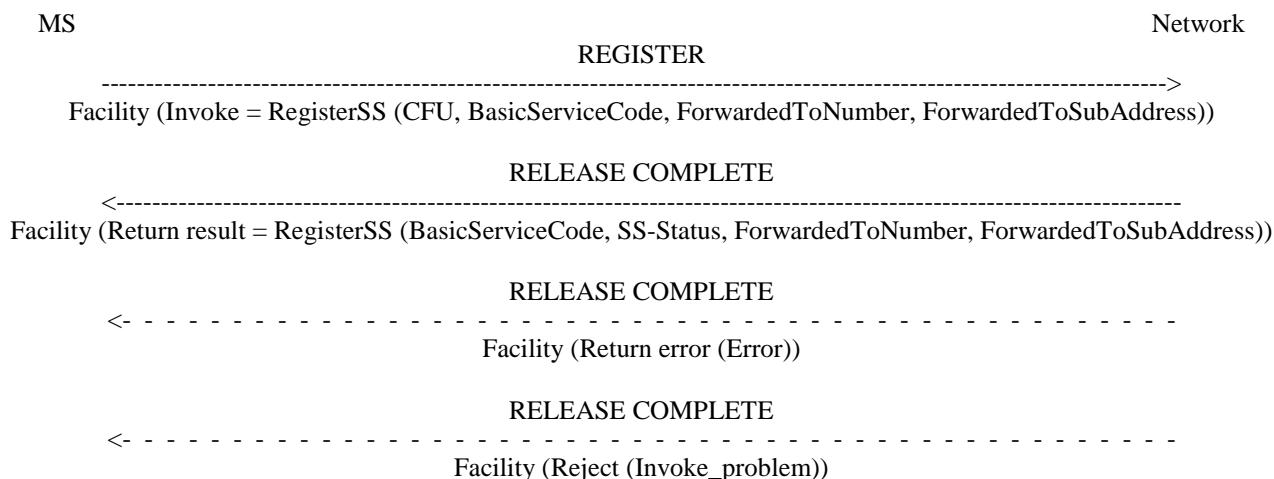 MS Network
REGISTER
------------------------------------------------------------------------------------------------------------------------>
Facility (Invoke = RegisterSS (CFU, BasicServiceCode, ForwardedToNumber, ForwardedToSubAddress))
RELEASE COMPLETE
<------------------------------------------------------------------------------------------------------------------------
Facility (Return result = RegisterSS (BasicServiceCode, SS-Status, ForwardedToNumber, ForwardedToSubAddress))
RELEASE COMPLETE
<- - - - - - - - - - - - - - - - - - - - - - - - - - - - - - - - - - - - - - - - - - - - - - - -
Facility (Return error (Error))
RELEASE COMPLETE
<- - - - - - - - - - - - - - - - - - - - - - - - - - - - - - - - - - - - - - - - - - - - - - - -
Facility (Reject (Invoke_problem))